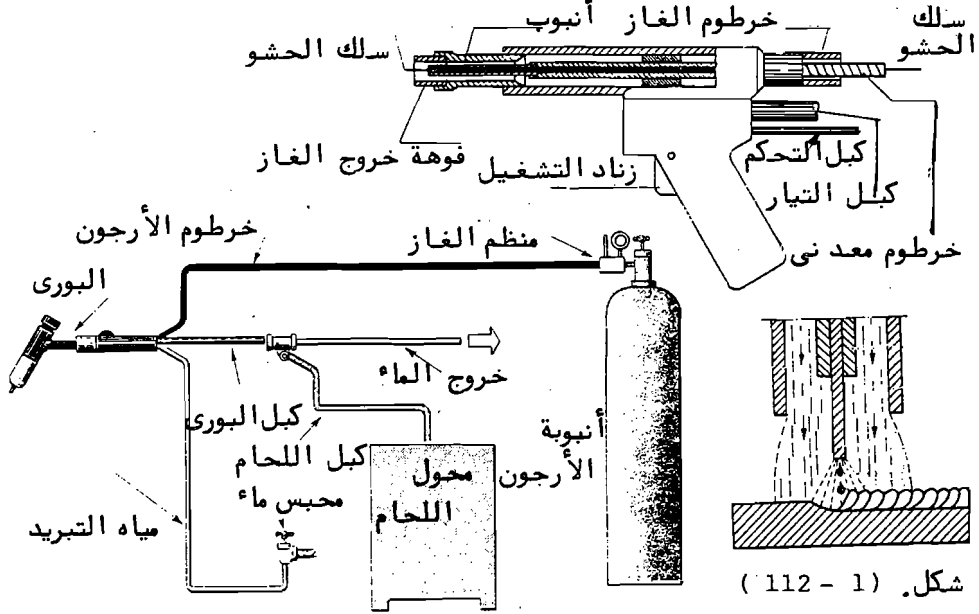 سلك الحشو
خرطوم الغاز
أنبوب
سلك الحشو
فوهة خروج الغاز
زناد التشغيل
كبل التحكم
كبل التيار
خرطوم معدني
خرطوم الأرجون
منظم الغاز
البورى
خروج الماء
كبل البورى
كبل اللحام
محبس ماء
مياه التبريد
محول اللحام
أنبوبة الأرجون
شكل. (1 - 112)